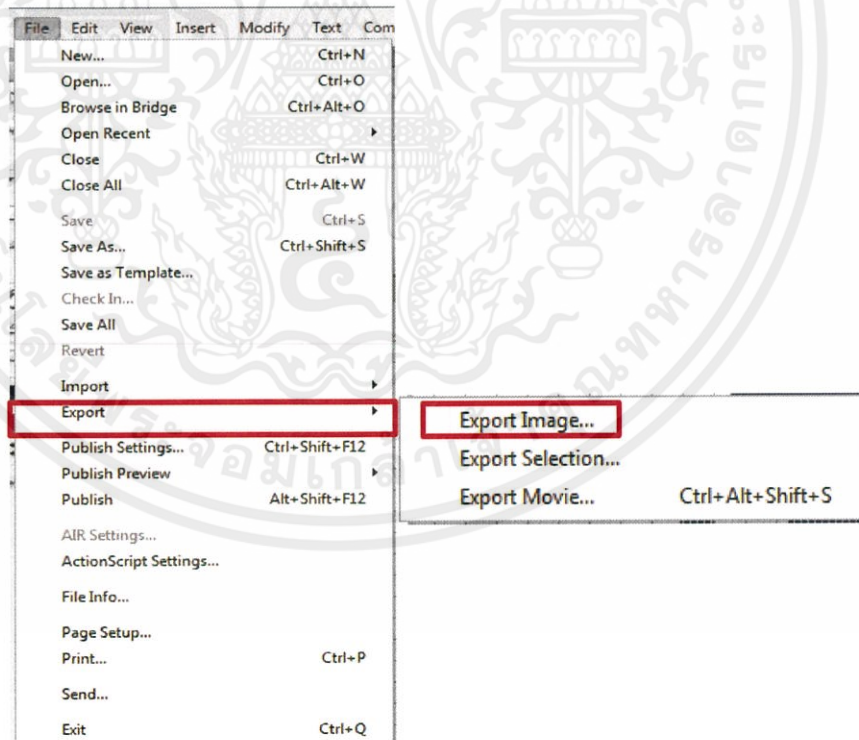 File Edit View Insert Modify Text Com
New... Ctrl+N
Open... Ctrl+O
Browse in Bridge Ctrl+Alt+O
Open Recent
Close Ctrl+W
Close All Ctrl+Alt+W
Save Ctrl+S
Save As... Ctrl+Shift+S
Save as Template...
Check In...
Save All
Revert
Import
Export
Publish Settings... Ctrl+Shift+F12
Publish Preview
Publish Alt+Shift+F12
AIR Settings...
ActionScript Settings...
File Info...
Page Setup...
Print... Ctrl+P
Send...
Exit Ctrl+Q
Export Image...
Export Selection...
Export Movie... Ctrl+Alt+Shift+S